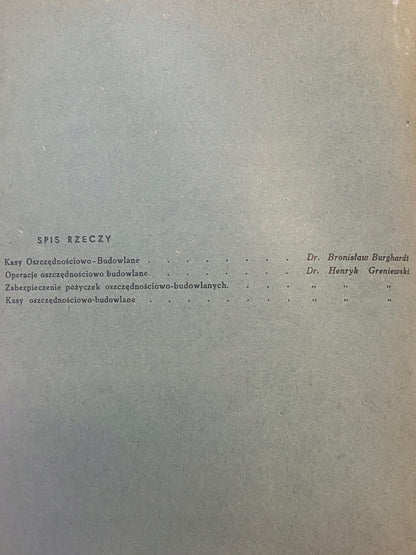 SPIS RZECZY
Kasy Oszczędnościowo-Budowlane . . . . . . . Dr. Bronisław Burghardt
Operacje oszczędnościowo budowlane. . . . . . . Dr. Henryk Greniewski
Zabezpieczenie pożyczek oszczędnościowo-budowlanych. . . . „ „ „
Kasy oszczędnościowo-budowlane . . . . . . . „ „ „